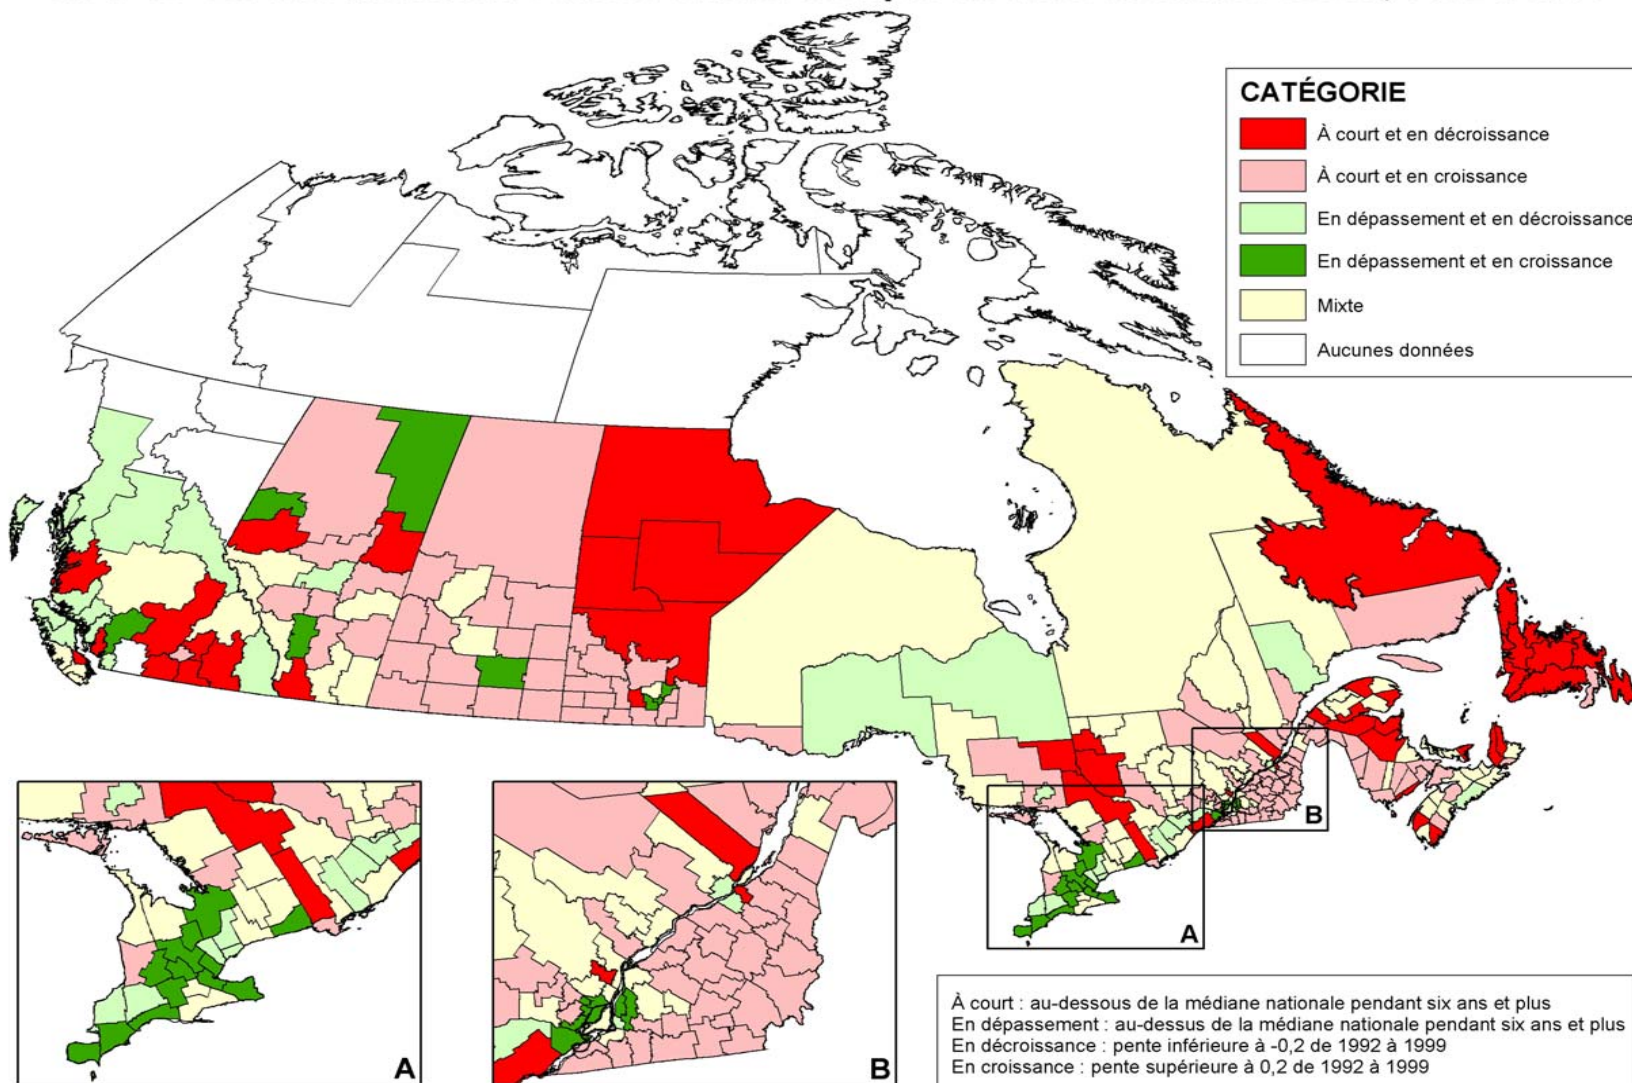 CATÉGORIE
À court et en décroissance
À court et en croissance
En dépassement et en décroissance
En dépassement et en croissance
Mixte
Aucunes données
B
A
A
B
À court : au-dessous de la médiane nationale pendant six ans et plus
En dépassement : au-dessus de la médiane nationale pendant six ans et plus
En décroissance : pente inférieure à -0,2 de 1992 à 1999
En croissance : pente supérieure à 0,2 de 1992 à 1999